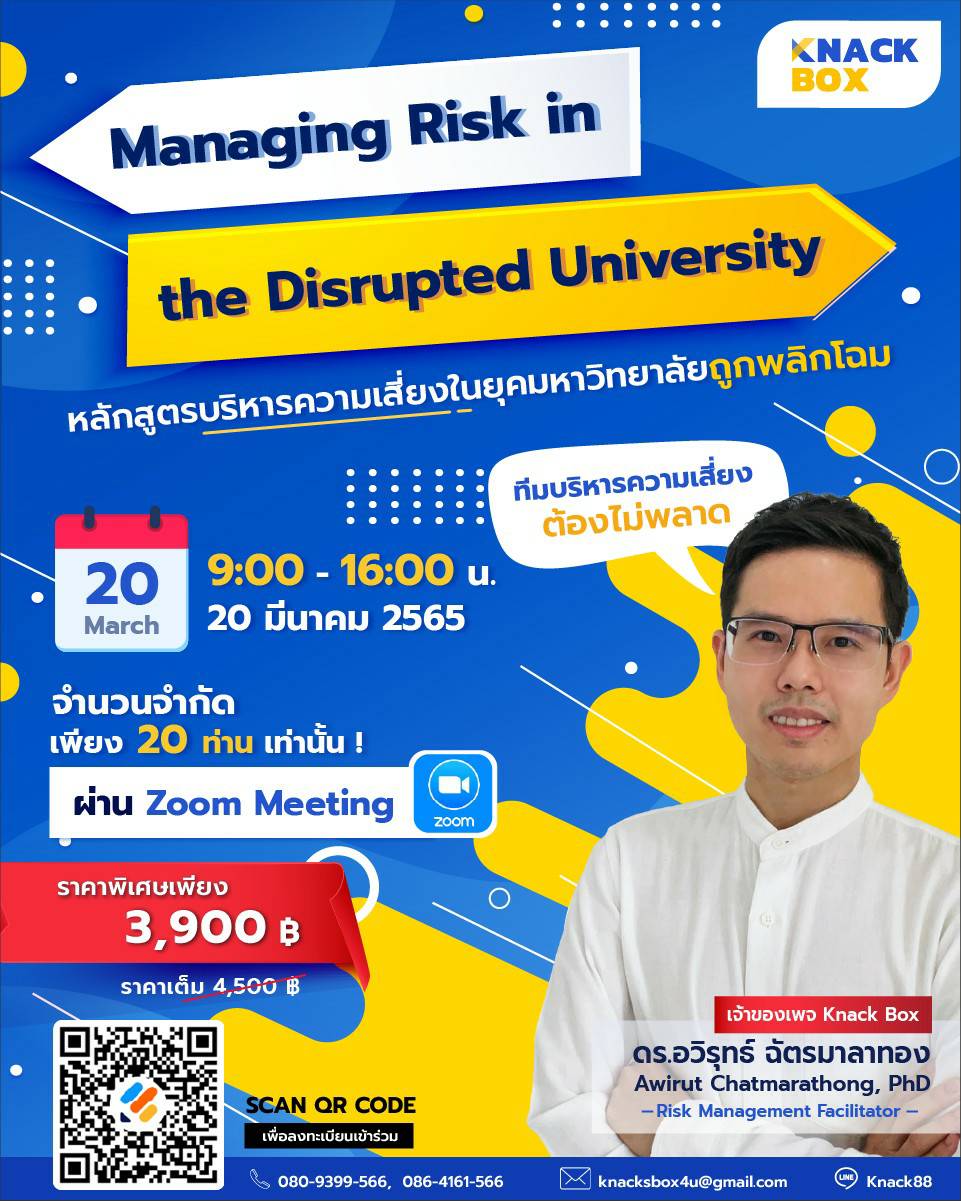 KNACK
BOX
Managing Risk in
the Disrupted University
หลักสูตรบริหารความเสี่ยงในยุคมหาวิทยาลัยถูกพลิกโฉม
ทีมบริหารความเสี่ยง
ต้องไม่พลาด
20
March
9:00 - 16:00 น.
20 มีนาคม 2565
จำนวนจำกัด
เพียง 20 ท่าน เท่านั้น !
ผ่าน Zoom Meeting
zoom
ราคาพิเศษเพียง
3,900 ฿
ราคาเต็ม 4,500 ฿
เจ้าของเพจ Knack Box
ดร.อวิรุทธ์ ฉัตรมาลาทอง
Awirut Chatmarathong, PhD
– Risk Management Facilitator –
SCAN QR CODE
เพื่อลงทะเบียนเข้าร่วม
080-9399-566, 086-4161-566
knacksbox4u@gmail.com
LINE
Knack88